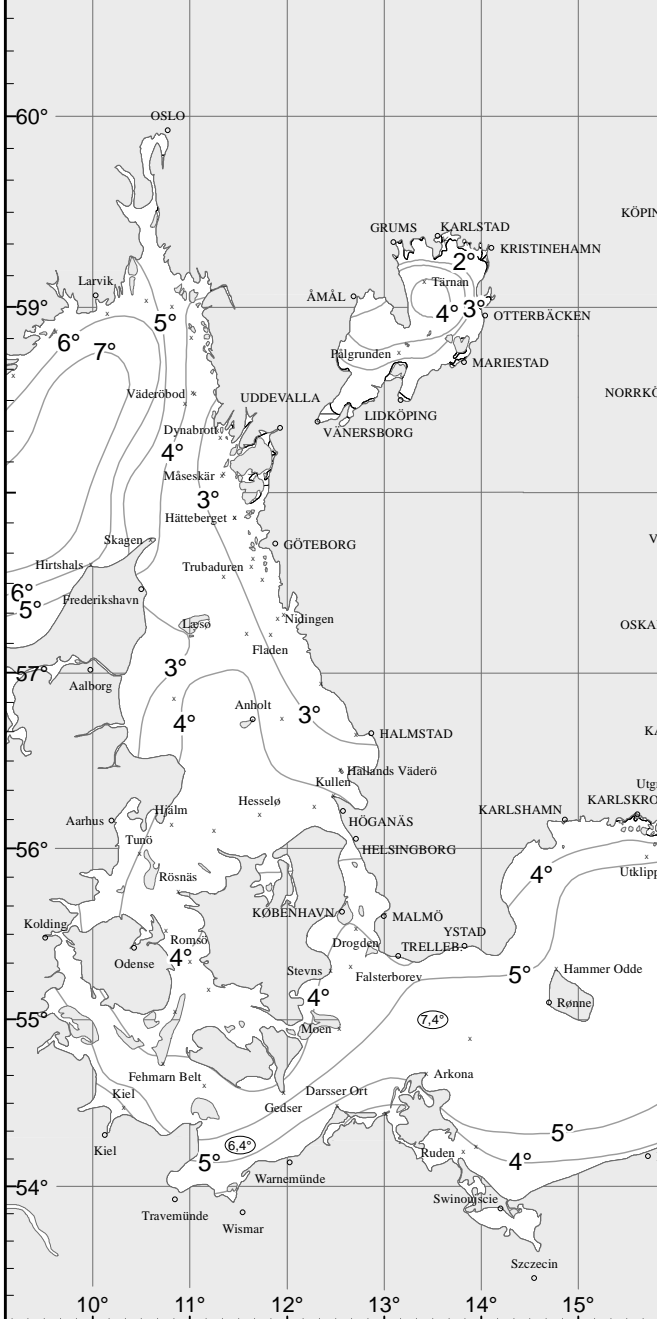 60°
OSLO
KÖPIN
GRUMS
KARLSTAD
KRISTINEHAMN
2°
Larvik
Tärnan
59°
ÅMÅL
4°
3°
OTTERBÄCKEN
5°
6°
7°
Pålgrunden
MARIESTAD
Väderöbod
UDDEVALLA
NORRKÖ
LIDKÖPING
Dynabrott
VÄNERSBORG
4°
Måseskär
3°
Hätteberget
Skagen
GÖTEBORG
V
Hirtshals
Trubaduren
6°
Frederikshavn
5°
Læsø
Nidingen
OSKA
Fladen
3°
57°
Aalborg
Anholt
4°
3°
HALMSTAD
KA
Hallands Väderö
Kullen
Utg
Hesselø
KARLSHAMN
KARLSKRO
Hjälm
Aarhus
HÖGANÄS
Tunö
56°
HELSINGBORG
Utklipp
Rösnäs
4°
KØBENHAVN
MALMÖ
Kolding
YSTAD
Romsö
Drogden
TRELLEB
4°
Odense
Stevns
Falsterborev
5°
Hammer Odde
4°
Rønne
55°
Moen
7,4°
Fehmarn Belt
Arkona
Kiel
Darsser Ort
Gedser
5°
6,4°
Kiel
Ruden
5°
4°
Warnemünde
54°
Swinoujscie
Travemünde
Wismar
Szczecin
10°
11°
12°
13°
14°
15°